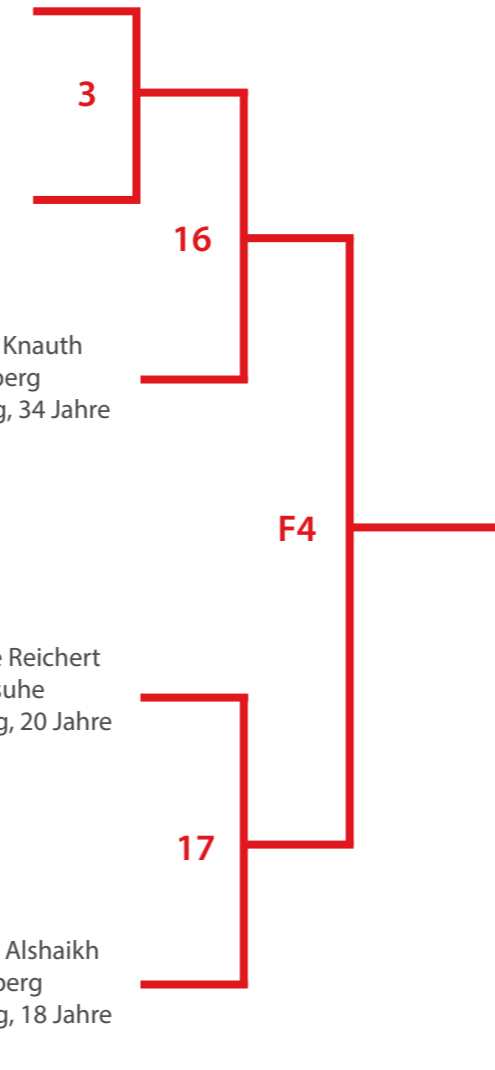 3
16
Knauth
berg
g, 34 Jahre
F4
e Reichert
suhe
g, 20 Jahre
17
Alshaikh
berg
g, 18 Jahre